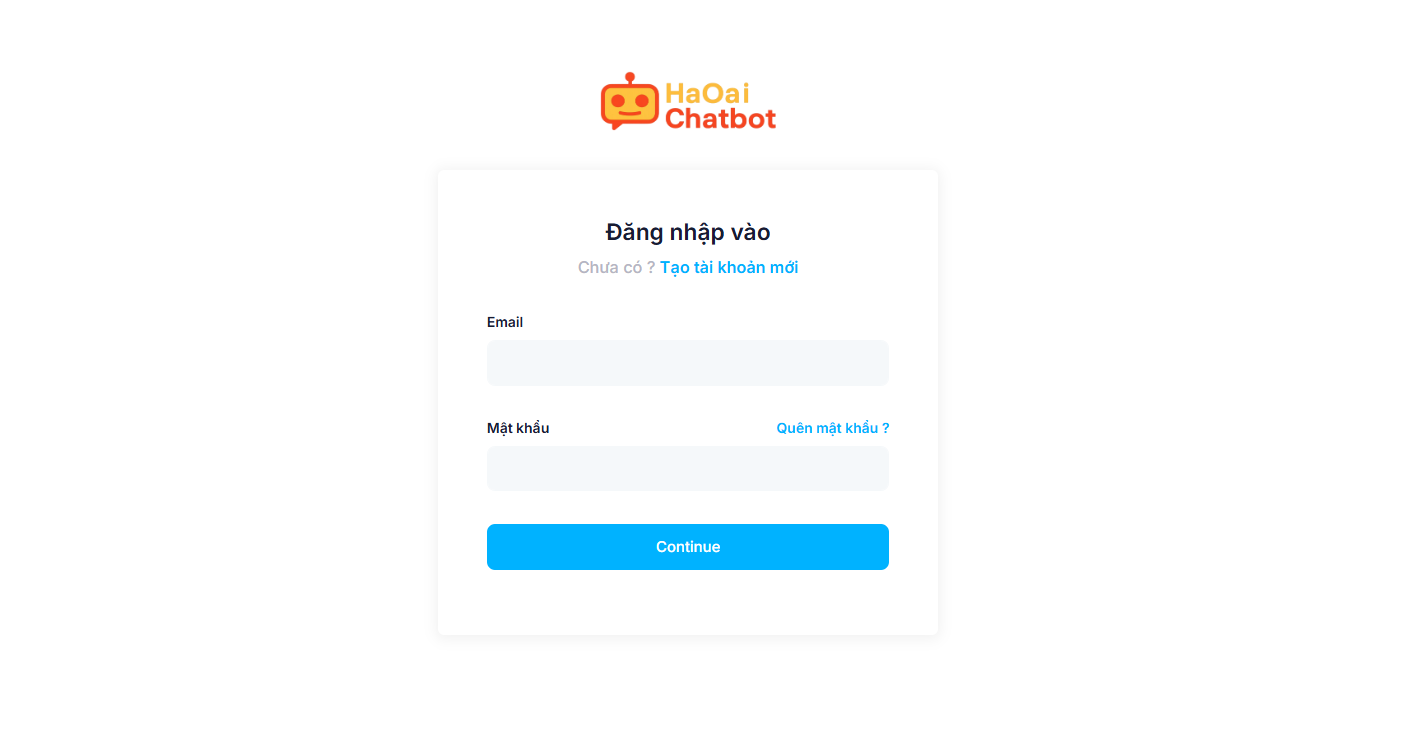 HaOai
Chatbot
Đăng nhập vào
Chưa có ? Tạo tài khoản mới
Email
Mật khẩu
Quên mật khẩu ?
Continue